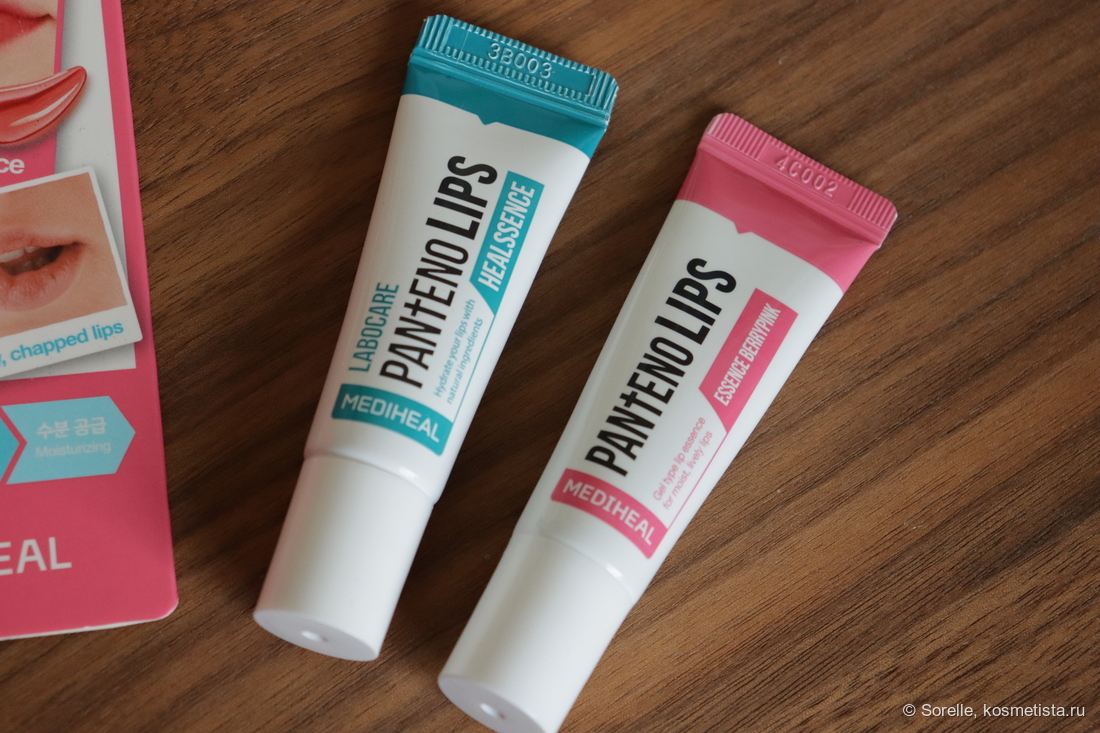 ce
, chapped lips
수분 공급
Moisturizing
EAL
3B003
LABOCARE
PANTENO LIPS
HEALSSENCE
Hydrate your lips with
natural ingredients
MEDIHEAL
4C002
PANTENO LIPS
ESSENCE BERRYPINK
Gel type lip essence
for moist, lively lips
MEDIHEAL
© Sorelle, kosmetista.ru